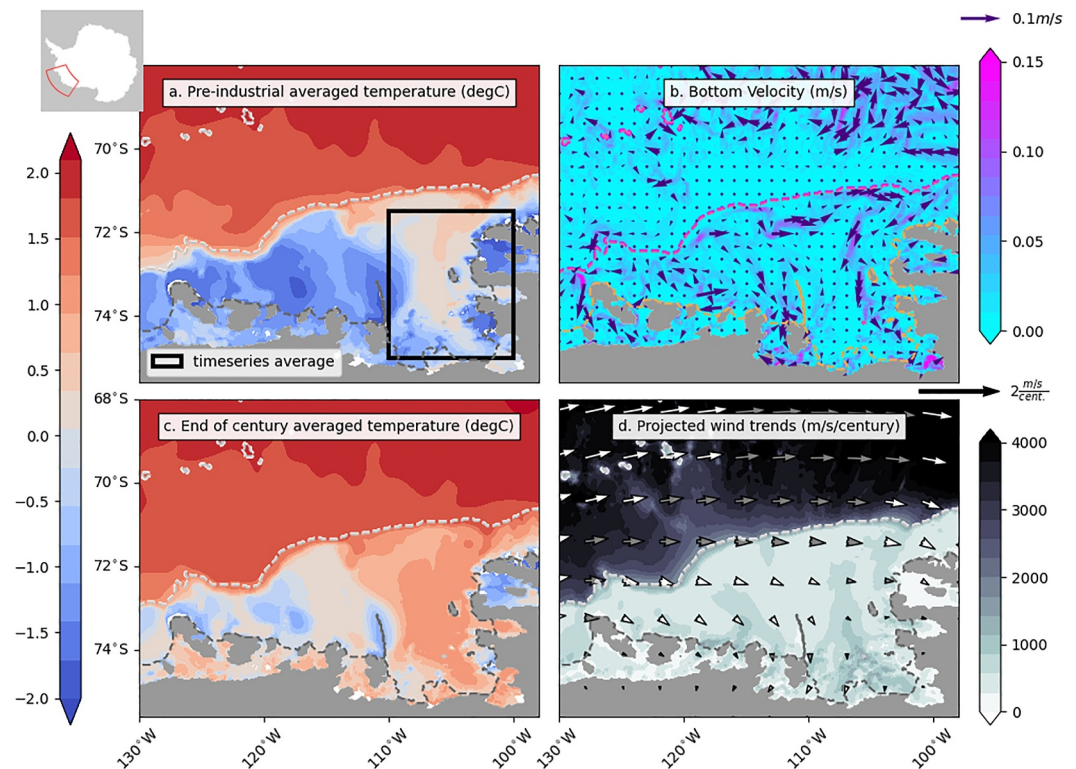 0.1m/s
a. Pre-industrial averaged temperature (degC)
b. Bottom Velocity (m/s)
2.0
1.5
1.0
0.5
0.0
−0.5
−1.0
−1.5
−2.0
70°S
72°S
74°S
timeseries average
0.15
0.10
0.05
0.00
2 m/s
cent.
68°S
70°S
72°S
74°S
c. End of century averaged temperature (degC)
d. Projected wind trends (m/s/century)
4000
3000
2000
1000
0
130°W
120°W
110°W
100°W
130°W
120°W
110°W
100°W